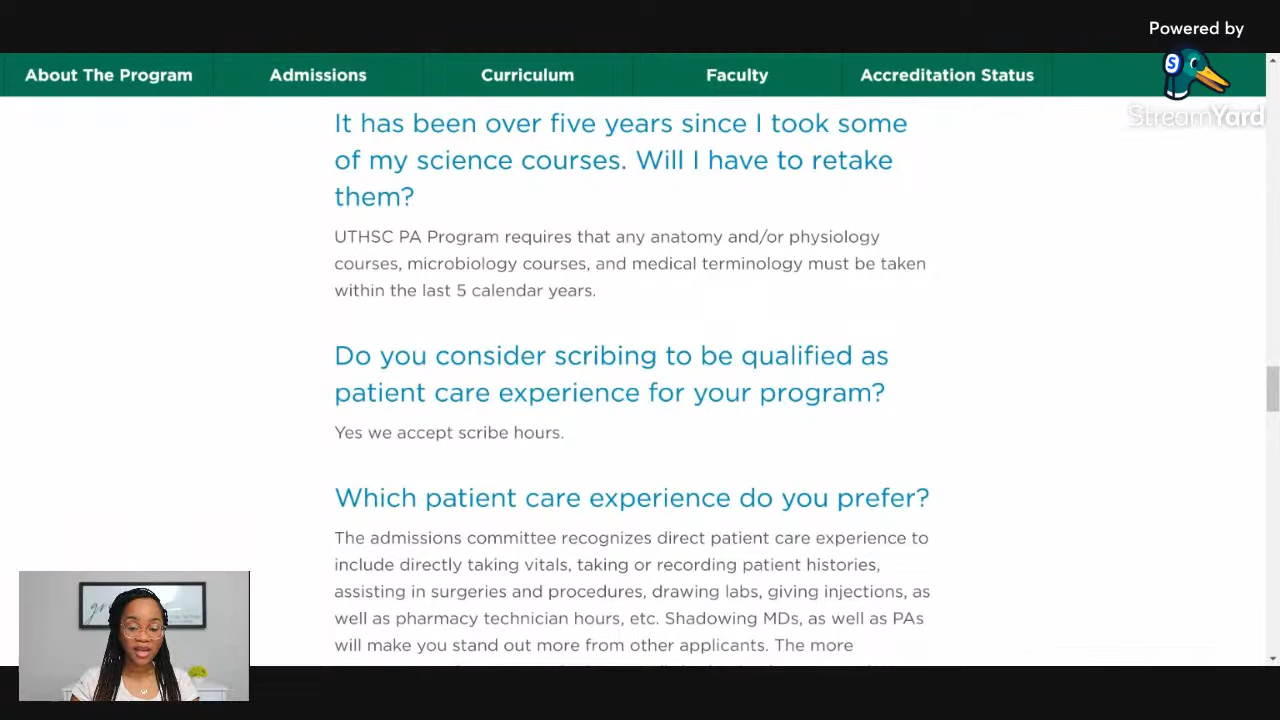 Powered by
StreamYard
About The Program Admissions Curriculum Faculty Accreditation Status
It has been over five years since I took some
of my science courses. Will I have to retake
them?
UTHSC PA Program requires that any anatomy and/or physiology
courses, microbiology courses, and medical terminology must be taken
within the last 5 calendar years.
Do you consider scribing to be qualified as
patient care experience for your program?
Yes we accept scribe hours.
Which patient care experience do you prefer?
The admissions committee recognizes direct patient care experience to
include directly taking vitals, taking or recording patient histories,
assisting in surgeries and procedures, drawing labs, giving injections, as
well as pharmacy technician hours, etc. Shadowing MDs, as well as PAs
will make you stand out more from other applicants. The more